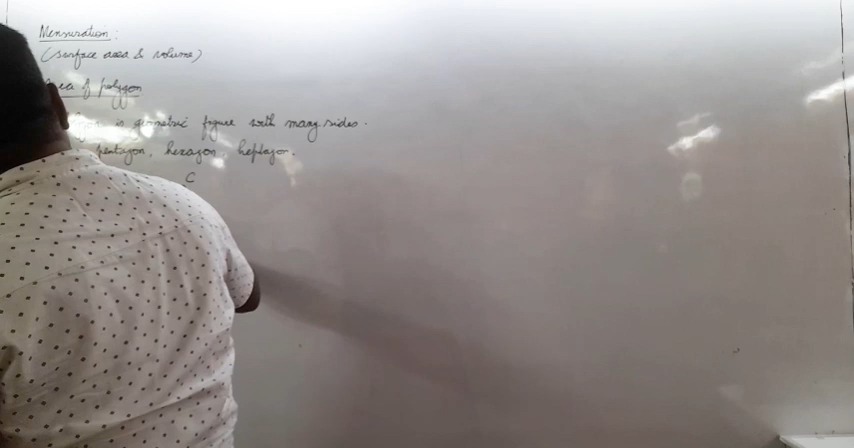 Mensuration :
(surface area & volume)
Area of polygon
is geometric figure with many sides.
pentagon, hexagon, heptagon.
C